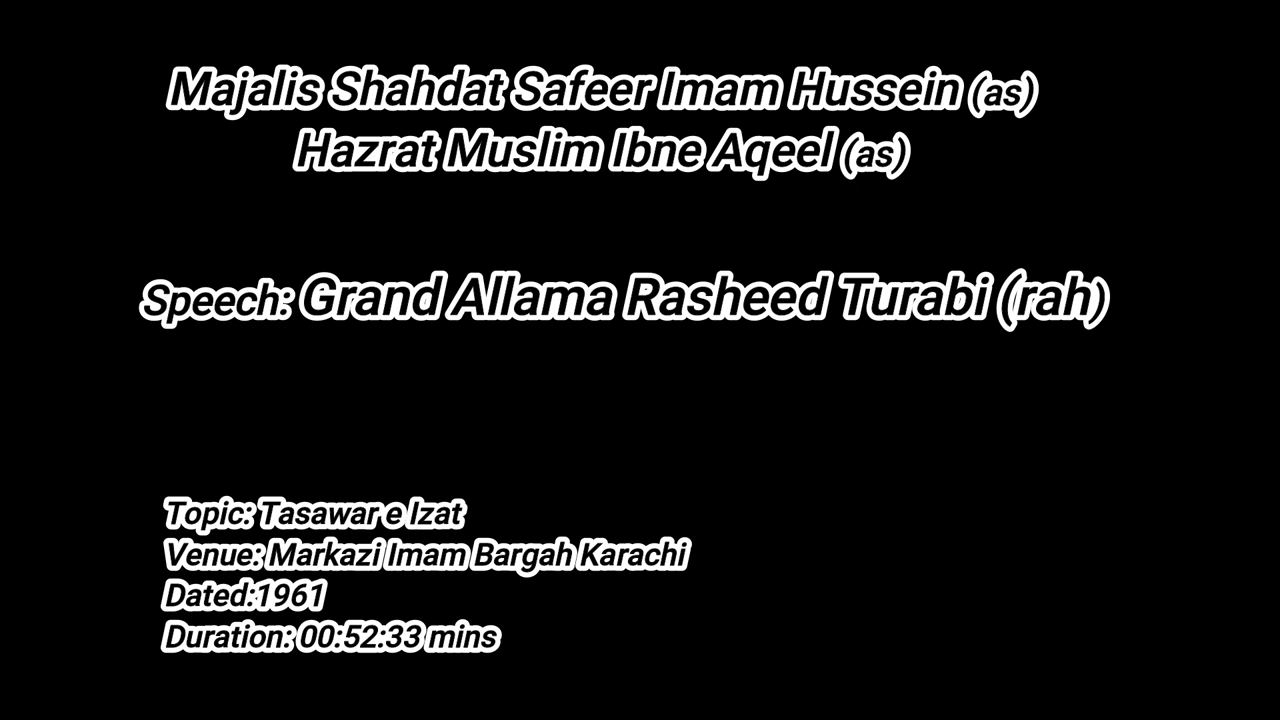 Majalis Shahdat Safeer Imam Hussein (as)
Hazrat Muslim Ibne Aqeel (as)
Speech: Grand Allama Rasheed Turabi (rah)
Topic: Tasawar e Izat
Venue: Markazi Imam Bargah Karachi
Dated:1961
Duration: 00:52:33 mins